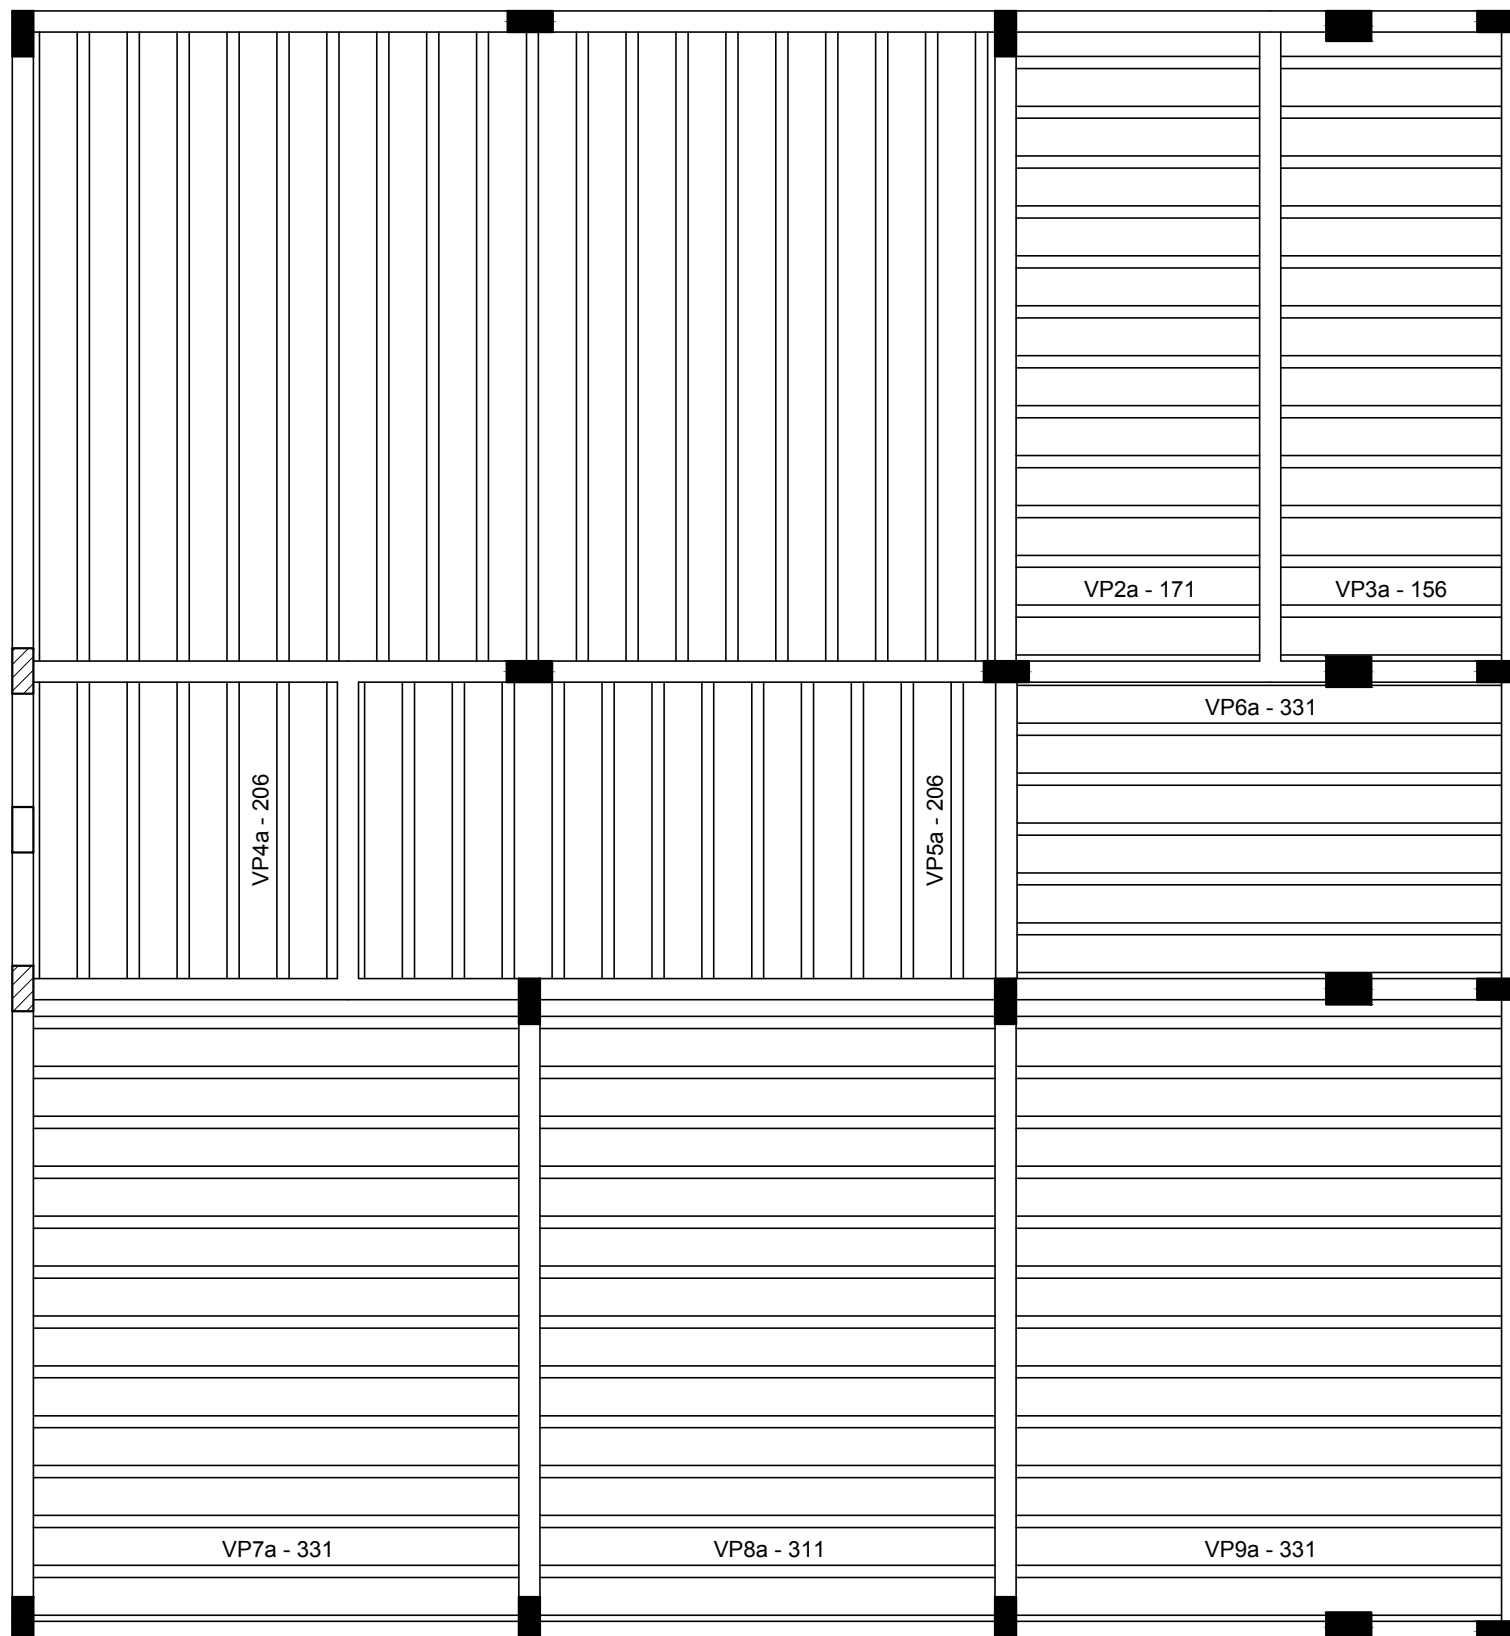 VP2a - 171
VP3a - 156
VP6a - 331
VP4a - 206
VP5a - 206
VP7a - 331
VP8a - 311
VP9a - 331